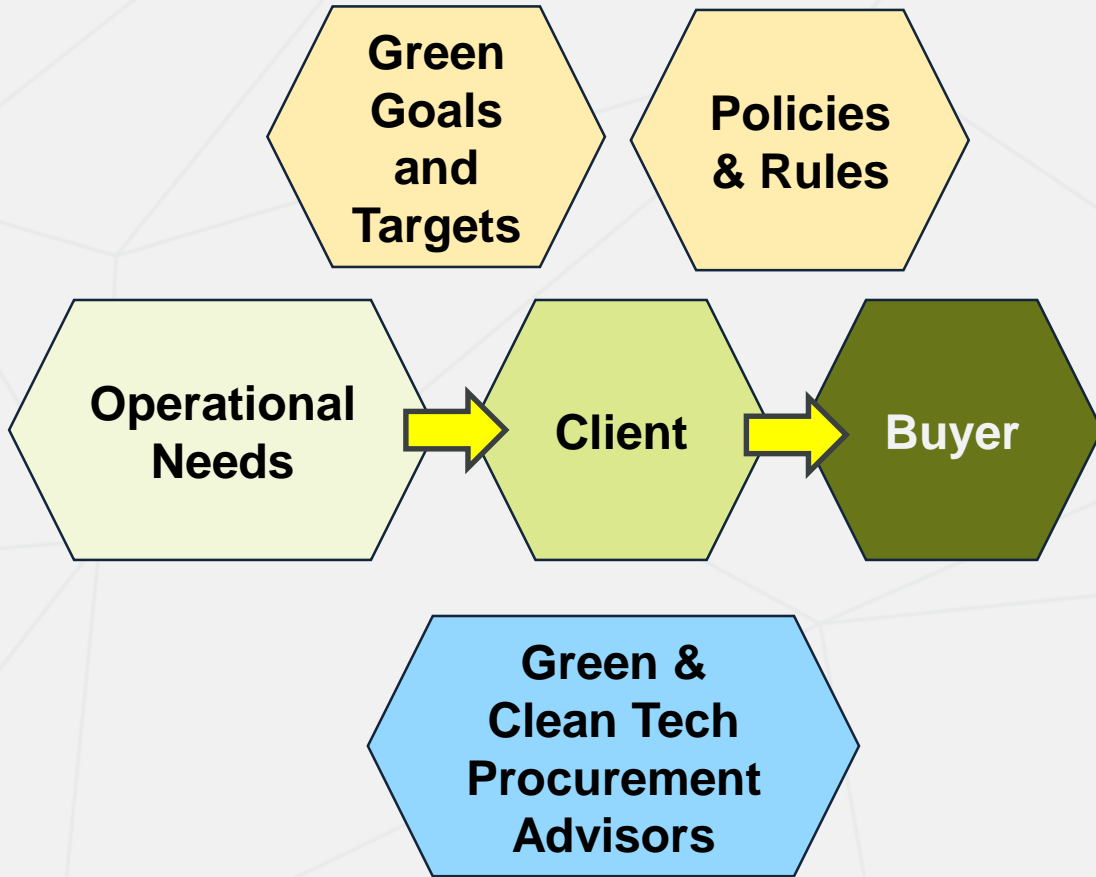 Green
Goals
and
Targets
Policies
& Rules
Operational
Needs
Client
Buyer
Green &
Clean Tech
Procurement
Advisors